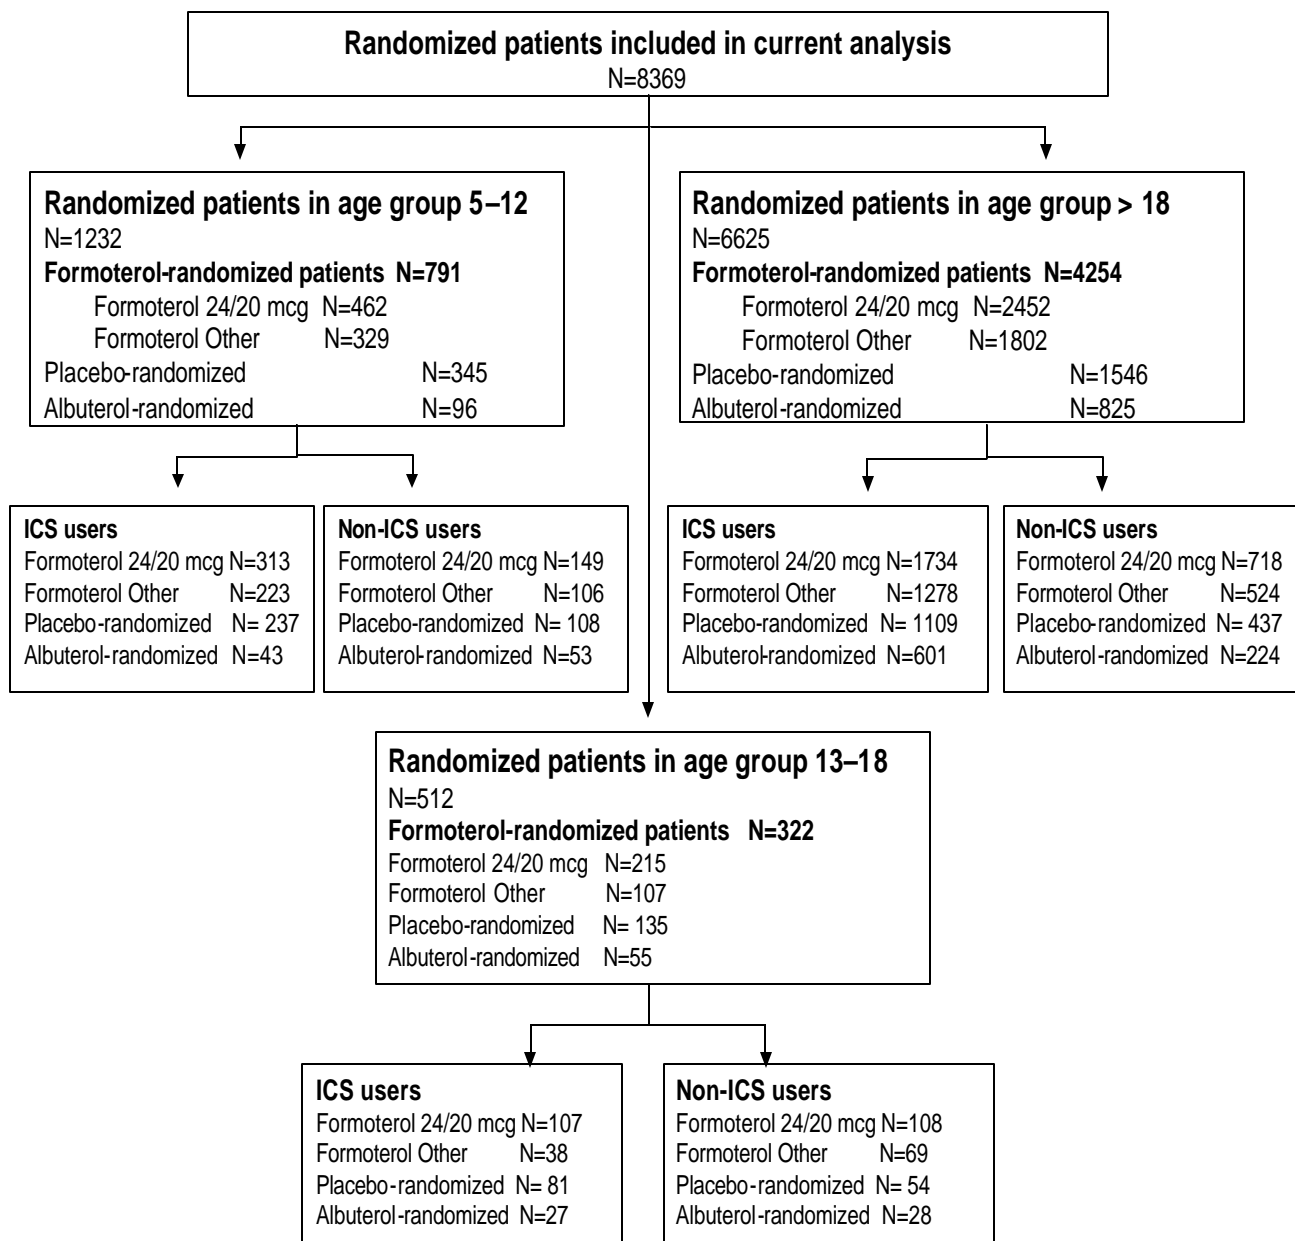 Randomized patients included in current analysis
N=8369
Randomized patients in age group 5–12
N=1232
Formoterol-randomized patients N=791
Formoterol 24/20 mcg N=462
Formoterol Other N=329
Placebo-randomized N=345
Albuterol-randomized N=96
Randomized patients in age group > 18
N=6625
Formoterol-randomized patients N=4254
Formoterol 24/20 mcg N=2452
Formoterol Other N=1802
Placebo-randomized N=1546
Albuterol-randomized N=825
ICS users
Formoterol 24/20 mcg N=313
Formoterol Other N=223
Placebo-randomized N= 237
Albuterol-randomized N=43
Non-ICS users
Formoterol 24/20 mcg N=149
Formoterol Other N=106
Placebo-randomized N= 108
Albuterol-randomized N=53
ICS users
Formoterol 24/20 mcg N=1734
Formoterol Other N=1278
Placebo-randomized N= 1109
Albuterol-randomized N=601
Non-ICS users
Formoterol 24/20 mcg N=718
Formoterol Other N=524
Placebo-randomized N= 437
Albuterol-randomized N=224
Randomized patients in age group 13–18
N=512
Formoterol-randomized patients N=322
Formoterol 24/20 mcg N=215
Formoterol Other N=107
Placebo-randomized N= 135
Albuterol-randomized N=55
ICS users
Formoterol 24/20 mcg N=107
Formoterol Other N=38
Placebo-randomized N= 81
Albuterol-randomized N=27
Non-ICS users
Formoterol 24/20 mcg N=108
Formoterol Other N=69
Placebo-randomized N= 54
Albuterol-randomized N=28